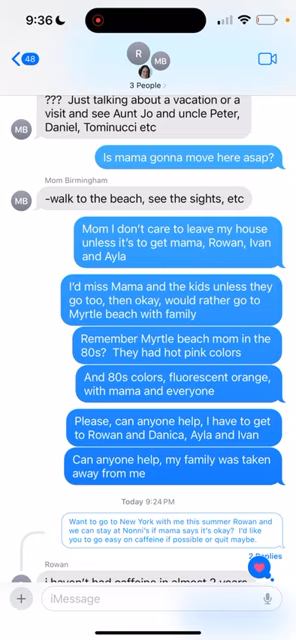 9:36
48
R
MB
3 People >
??? Just talking about a vacation or a
visit and see Aunt Jo and uncle Peter,
Daniel, Tominucci etc
MB
Is mama gonna move here asap?
Mom Birmingham
-walk to the beach, see the sights, etc
MB
Mom I don't care to leave my house
unless it's to get mama, Rowan, Ivan
and Ayla
I'd miss Mama and the kids unless they
go too, then okay, would rather go to
Myrtle beach with family
Remember Myrtle beach mom in the
80s? They had hot pink colors
And 80s colors, fluorescent orange,
with mama and everyone
Please, can anyone help, I have to get
to Rowan and Danica, Ayla and Ivan
Can anyone help, my family was taken
away from me
Today 9:24 PM
Want to go to New York with me this summer Rowan and
we can stay at Nonni's if mama says it's okay? I'd like
you to go easy on caffeine if possible or quit maybe.
2 Replies
Rowan
i haven't had caffeine in almost 2 years
iMessage